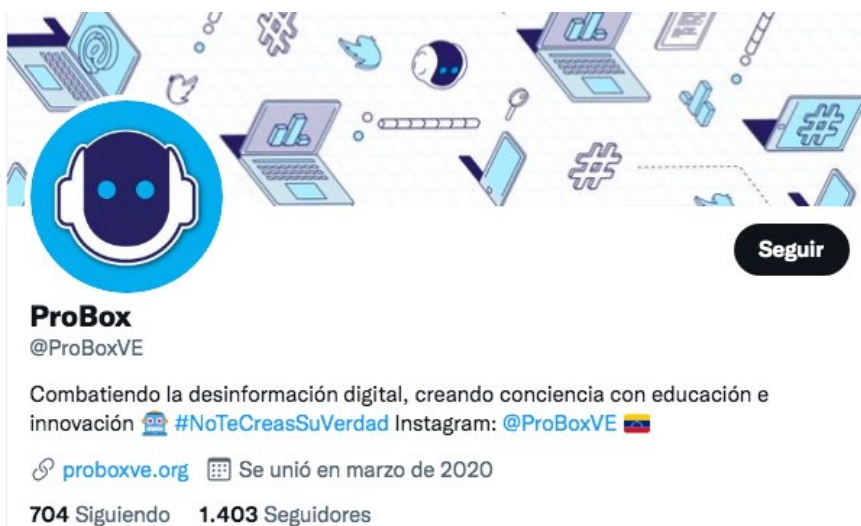 Seguir
ProBox
@ProBoxVE
Combatiendo la desinformación digital, creando conciencia con educación e
innovación 🤖 #NoTeCreasSuVerdad Instagram: @ProBoxVE 🇻🇪
proboxve.org Se unió en marzo de 2020
704 Siguiendo 1.403 Seguidores